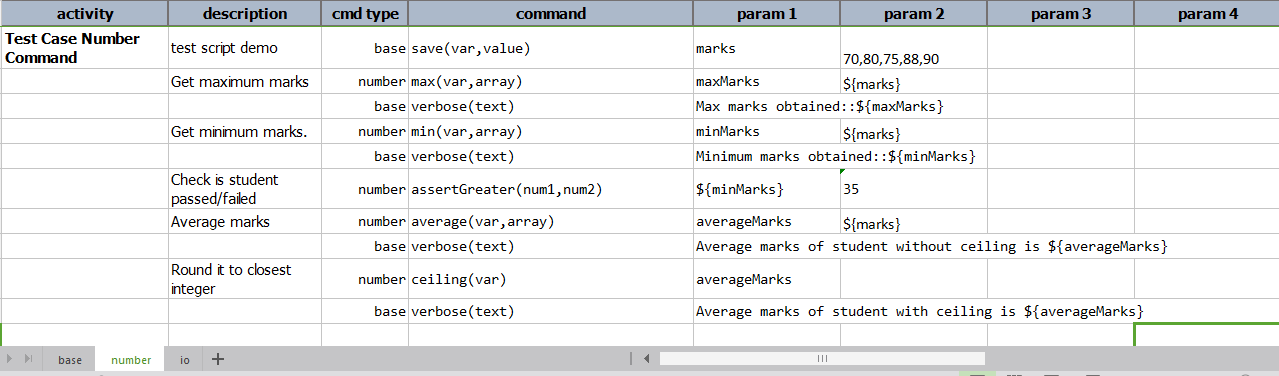 activity description cmd type command param 1 param 2 param 3 param 4
Test Case Number
Command test script demo base save(var,value) marks 70,80,75,88,90
Get maximum marks number max(var,array) maxMarks ${marks}
base verbose(text) Max marks obtained::${maxMarks}
Get minimum marks. number min(var,array) minMarks ${marks}
base verbose(text) Minimum marks obtained::${minMarks}
Check is student
passed/failed number assertGreater(num1,num2) ${minMarks} 35
Average marks number average(var,array) averageMarks ${marks}
base verbose(text) Average marks of student without ceiling is ${averageMarks}
Round it to closest
integer number ceiling(var) averageMarks
base verbose(text) Average marks of student with ceiling is ${averageMarks}
base number io +